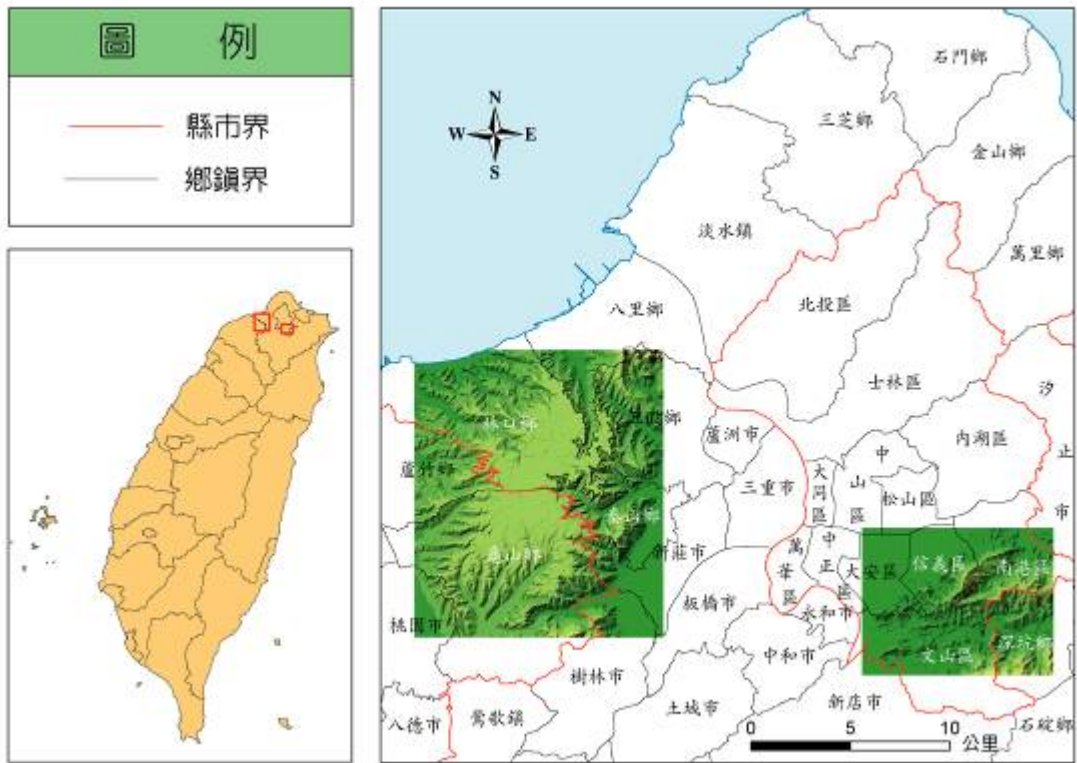 圖 例
縣市界
鄉鎮界
N
W E
S
石門鄉
三芝鄉
金山鄉
淡水鎮
萬里鄉
北投區
八里鄉
士林區
汐止市
林口鄉
五股鄉
蘆洲市
內湖區
蘆竹鄉
三重市
大同區
中山區
松山區
泰山鄉
龜山鄉
新莊市
萬華區
中正區
大安區
信義區
南港區
板橋市
永和市
桃園市
中和市
文山區
深坑鄉
樹林市
八德市
鶯歌鎮
土城市
新店市
石碇鄉
0 5 10 公里